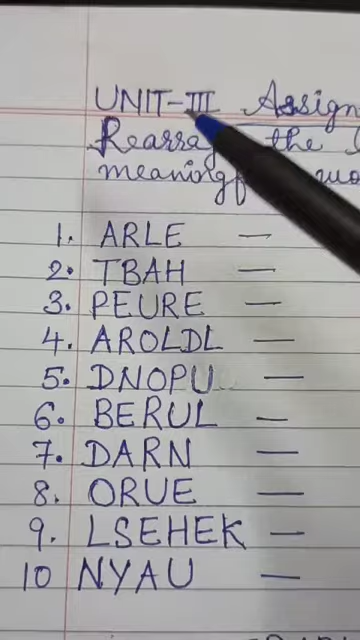 UNIT-III Assign
the
1. ARLE —
2. TBAH —
3. PEURE —
4. AROLDL —
5. DNOPU —
6. BERUL —
7. DARN —
8. ORUE —
9. LSEHEK —
10 NYAU —